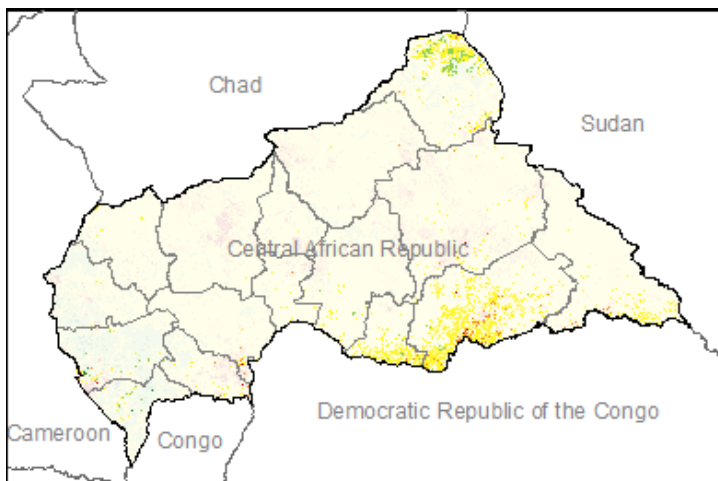 Chad
Sudan
Central African Republic
Democratic Republic of the Congo
Cameroon
Congo